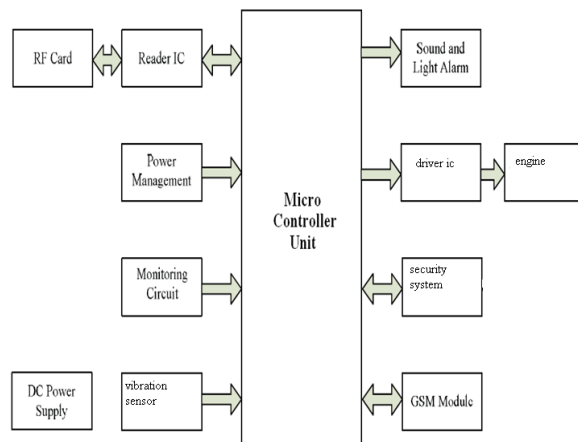 RF Card
Reader IC
Sound and
Light Alarm
Power
Management
driver ic
engine
Micro
Controller
Unit
Monitoring
Circuit
security
system
DC Power
Supply
vibration
sensor
GSM Module